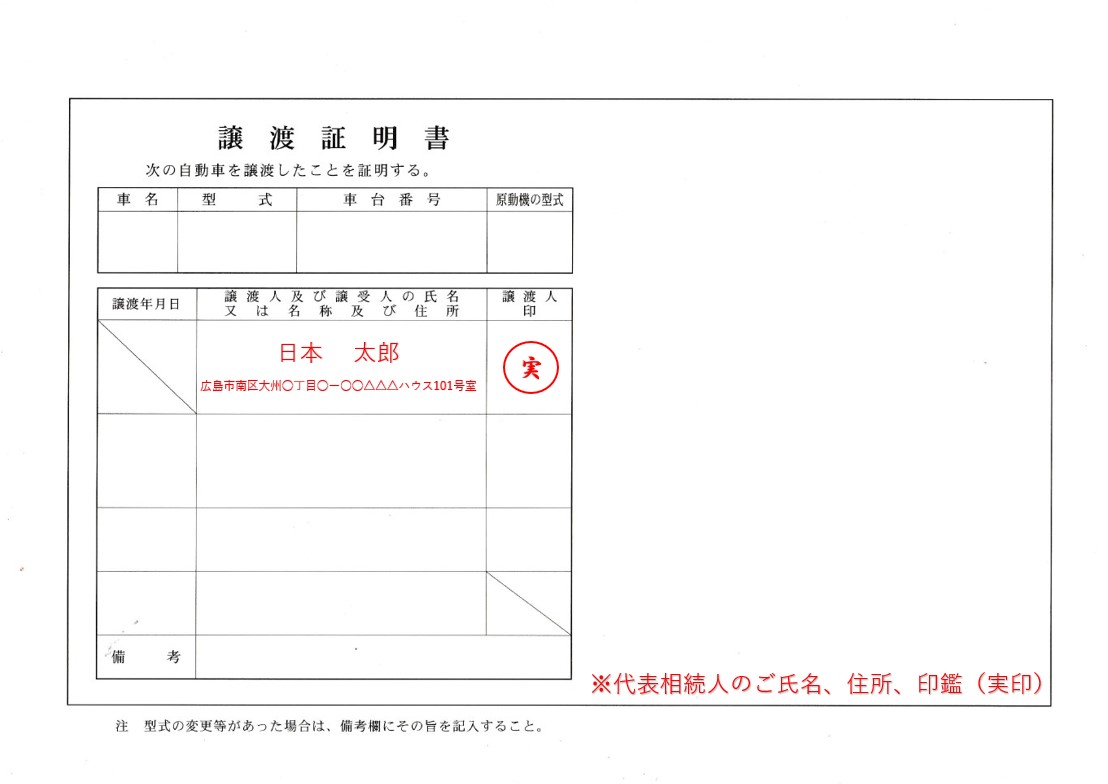 譲渡証明書
次の自動車を譲渡したことを証明する。
車名 型式 車台番号 原動機の型式
譲渡年月日 譲渡人及び譲受人の氏名
又は名称及び住所 譲渡人
印
日本 太郎
広島市南区大州〇丁目〇ー〇〇△△△ハウス101号室
実
備考
※代表相続人のご氏名、住所、印鑑（実印）
注 型式の変更等があった場合は、備考欄にその旨を記入すること。